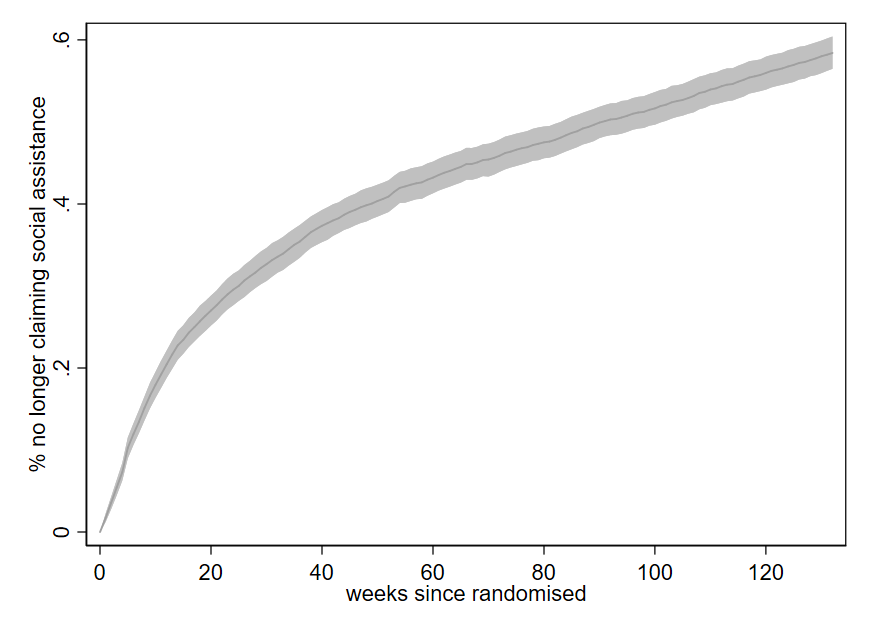 % no longer claiming social assistance
.6
.4
.2
0
0 20 40 60 80 100 120
weeks since randomised